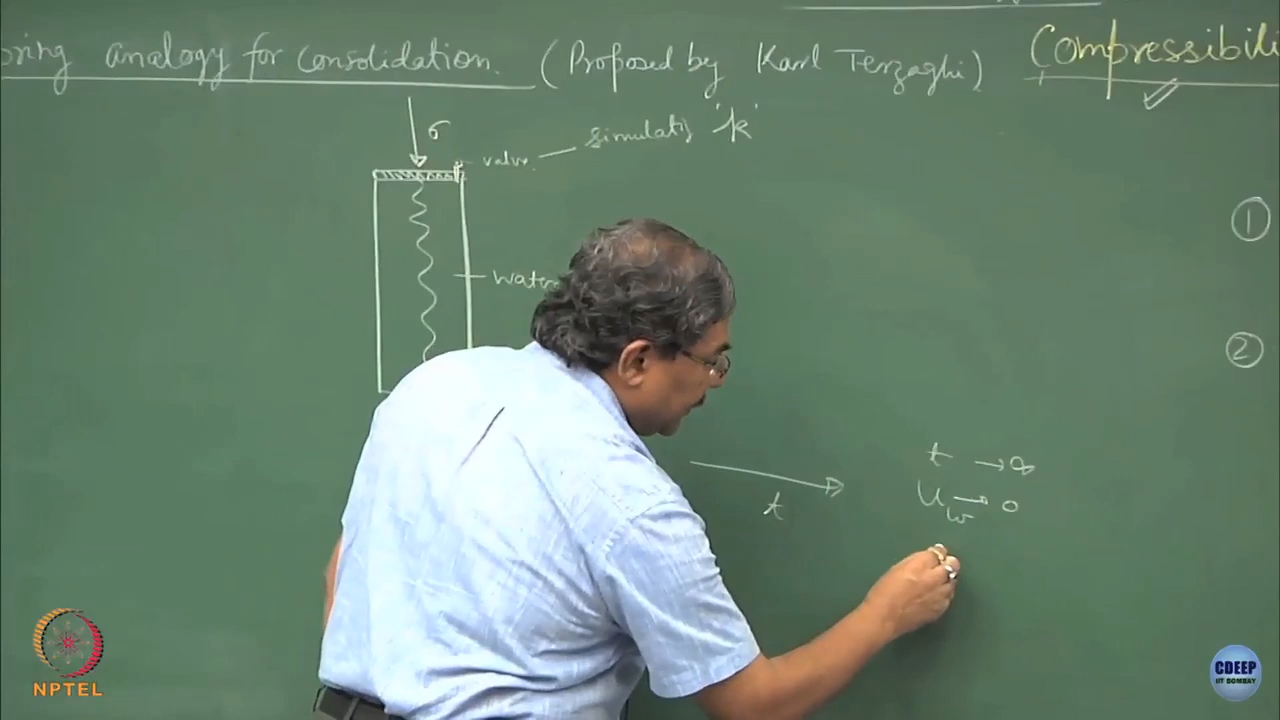 oring analogy for Consolidation. (Proposed by Karl Terzaghi) Compressibili
σ
valve simulates 'k'
Water
1
2
t → ∞
u_w → 0
t
NPTEL
CDEEP
IIT BOMBAY